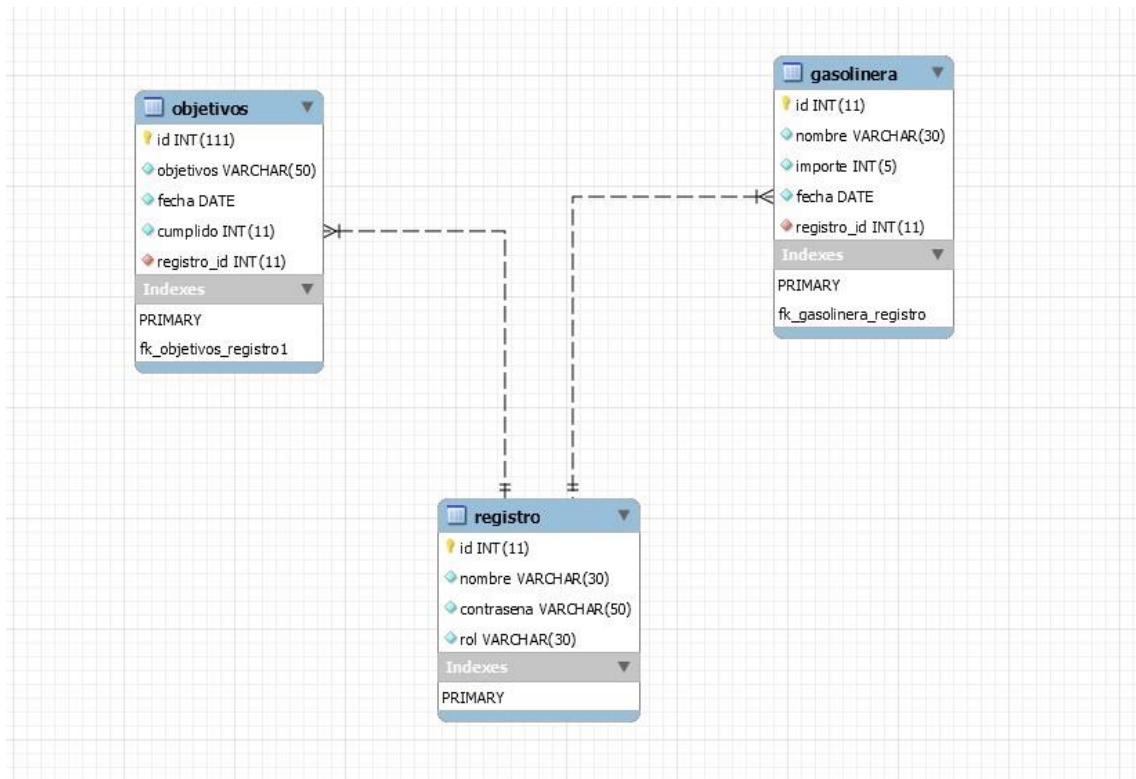 objetivos
id INT(111)
objetivos VARCHAR(50)
fecha DATE
cumplido INT(11)
registro_id INT(11)
Indexes
PRIMARY
fk_objetivos_registro1
gasolinera
id INT(11)
nombre VARCHAR(30)
importe INT(5)
fecha DATE
registro_id INT(11)
Indexes
PRIMARY
fk_gasolinera_registro
registro
id INT(11)
nombre VARCHAR(30)
contrasena VARCHAR(50)
rol VARCHAR(30)
Indexes
PRIMARY